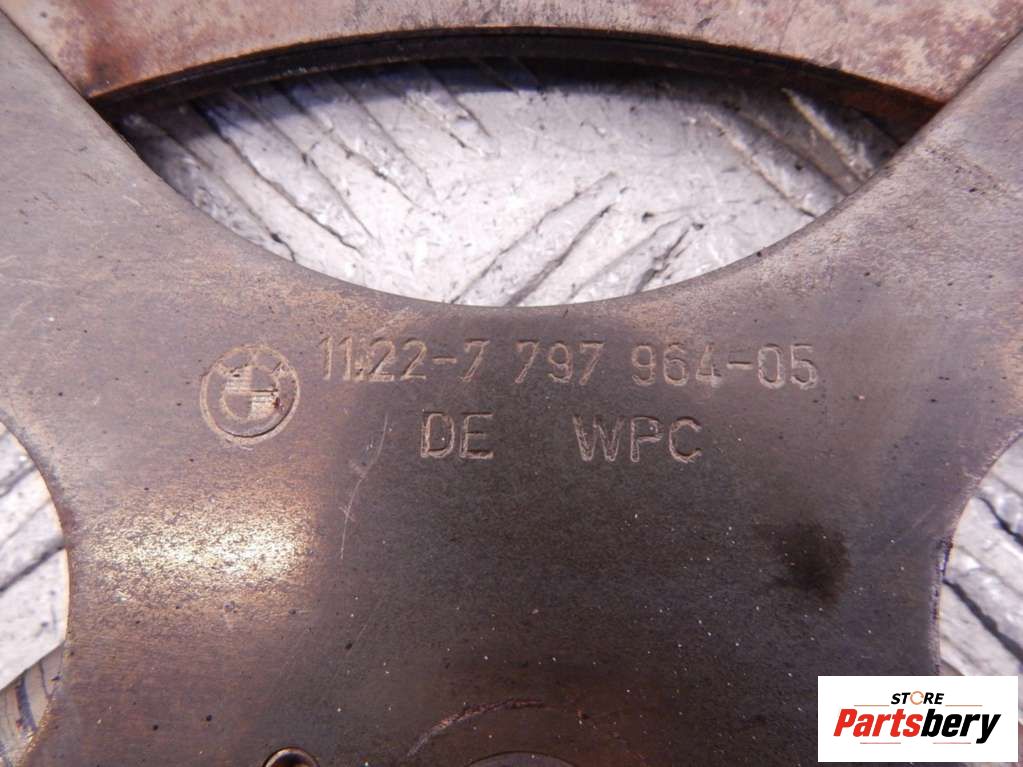 11.22-7 797 964-05
DE WPC
STORE
Partsbery